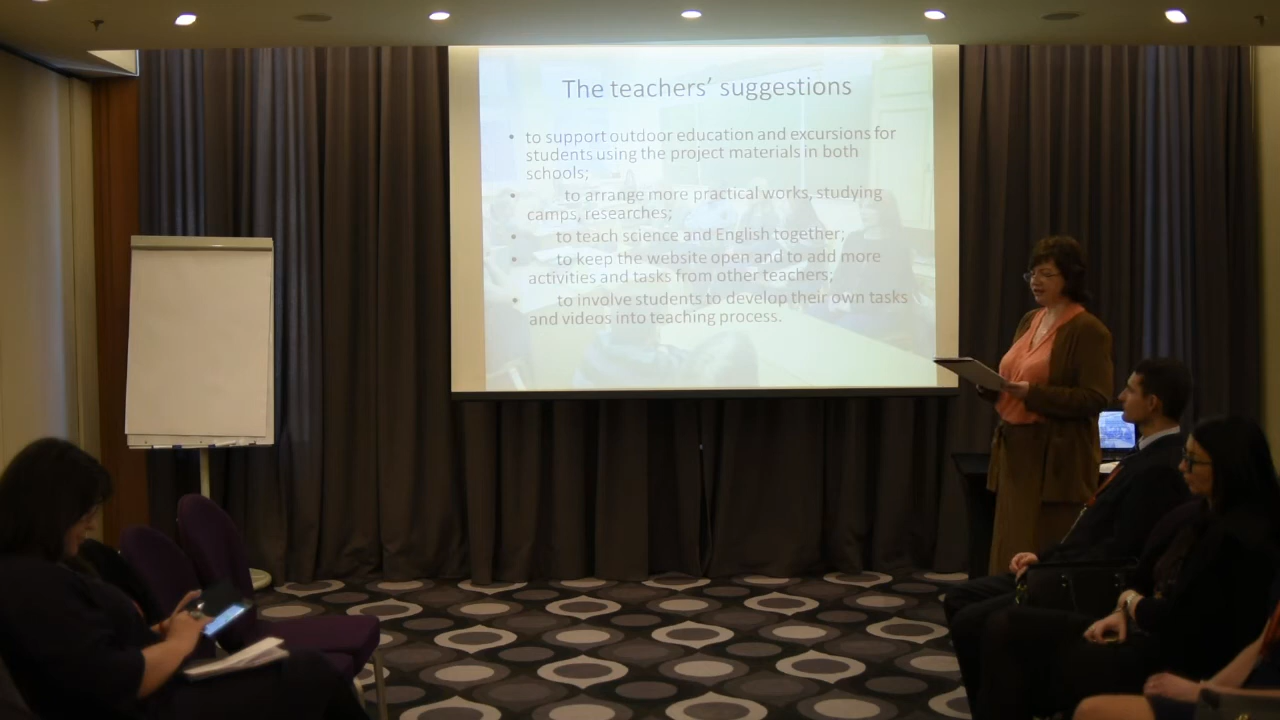 The teachers' suggestions
• to support outdoor education and excursions for
students using the project materials in both
schools;
• to arrange more practical works, studying
camps, researches;
• to teach science and English together;
• to keep the website open and to add more
activities and tasks from other teachers;
• to involve students to develop their own tasks
and videos into teaching process.